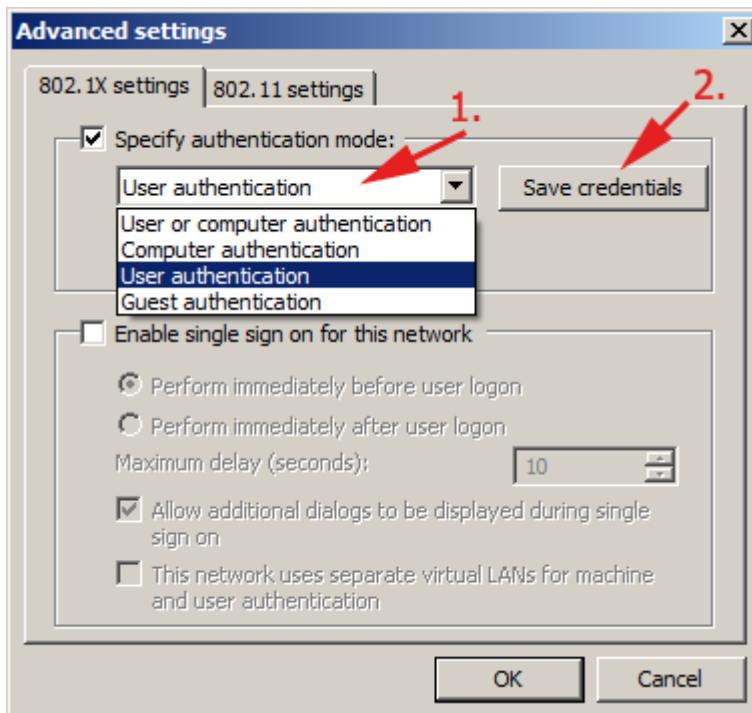 Advanced settings
802.1X settings
802.11 settings
1.
2.
Specify authentication mode:
User authentication
Save credentials
User or computer authentication
Computer authentication
User authentication
Guest authentication
Enable single sign on for this network
Perform immediately before user logon
Perform immediately after user logon
Maximum delay (seconds):
10
Allow additional dialogs to be displayed during single
sign on
This network uses separate virtual LANs for machine
and user authentication
OK
Cancel